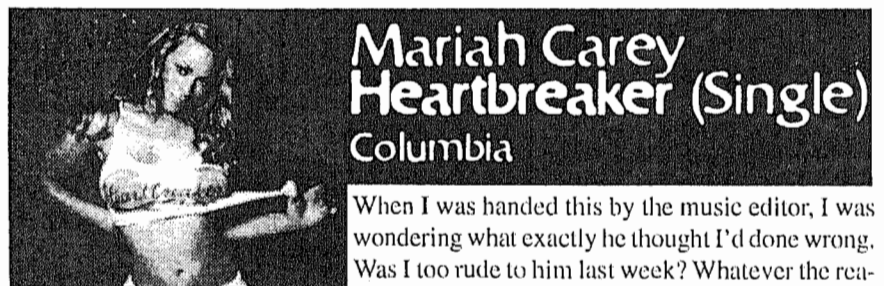 Mariah Carey
Heartbreaker (Single)
Columbia
Heartbreaker
When I was handed this by the music editor, I was
wondering what exactly he thought I'd done wrong.
Was I too rude to him last week? Whatever the rea-